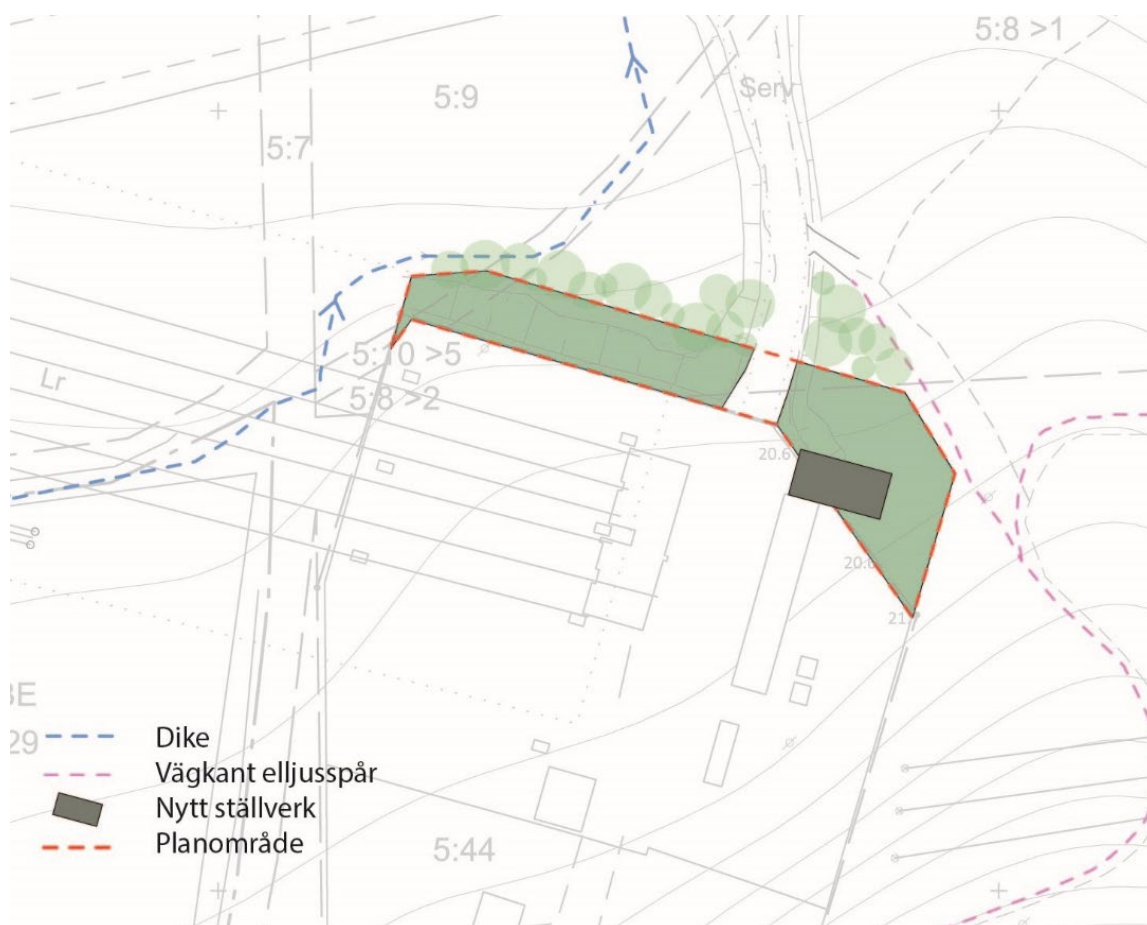 5:8 >1
Serv
5:9
5:7
5:10 >5
5:8 >2
Lr
20.6
29
5:44
Dike
Vägkant elljusspår
Nytt ställverk
Planområde